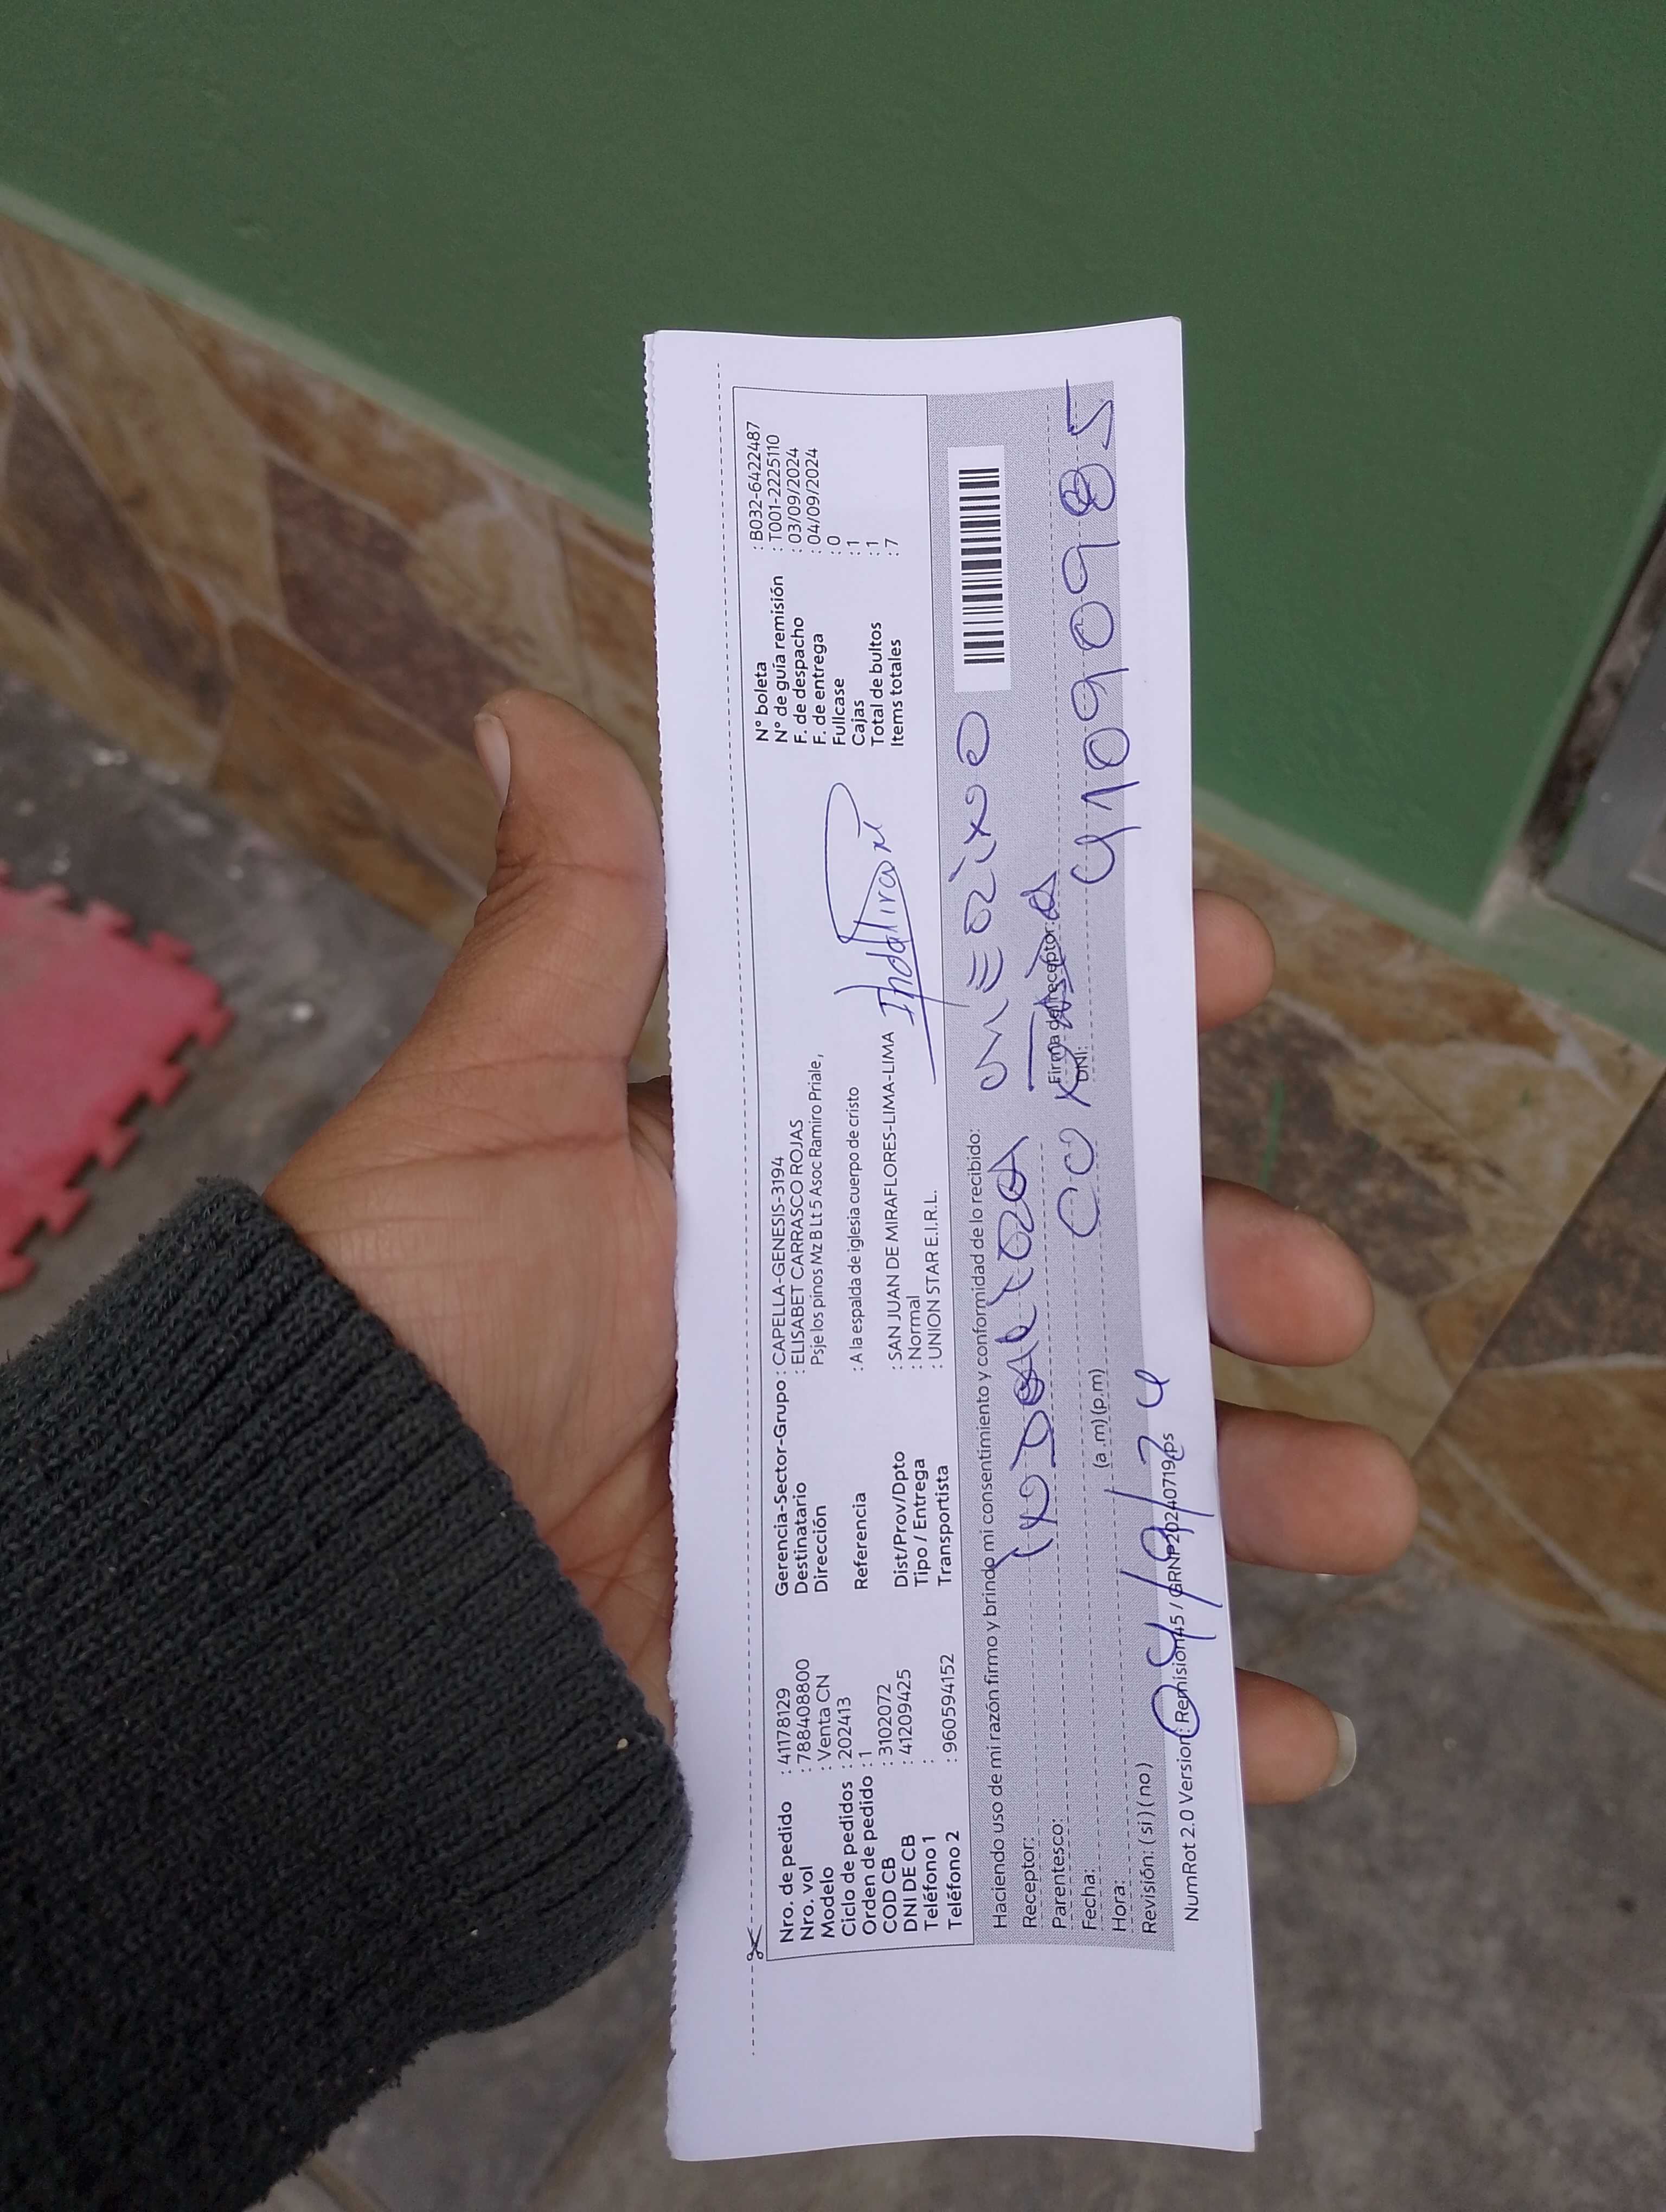 Nro. de pedido : 41178129
Nro. vol : 788408800
Modelo : Venta CN
Ciclo de pedidos : 202413
Orden de pedido : 1
COD CB : 3102072
DNI DE CB : 41209425
Teléfono 1 :
Teléfono 2 : 960594152
Gerencia-Sector-Grupo : CAPELLA-GENESIS-3194
Destinatario : ELISABET CARRASCO ROJAS
Dirección Psje los pinos Mz B Lt 5 Asoc Ramiro Priale,
Referencia : A la espalda de iglesia cuerpo de cristo
Dist/Prov/Dpto : SAN JUAN DE MIRAFLORES-LIMA-LIMA
Tipo / Entrega : Normal
Transportista : UNION STAR E.I.R.L.
N° boleta : B032-6422487
N° de guía remisión : T001-2225110
F. de despacho : 03/09/2024
F. de entrega : 04/09/2024
Fullcase : 0
Cajas : 1
Total de bultos : 1
Items totales : 7
Haciendo uso de mi razón firmo y brindo mi consentimiento y conformidad de lo recibido:
Receptor:
Parentesco:
Fecha:
Hora: (a.m) (p.m)
Revisión: ( si ) ( no )
Firma del receptor:
DNI: 41090985
04/9/24
NumRot 2.0 Version: Remision45 / GRNP20240719rps